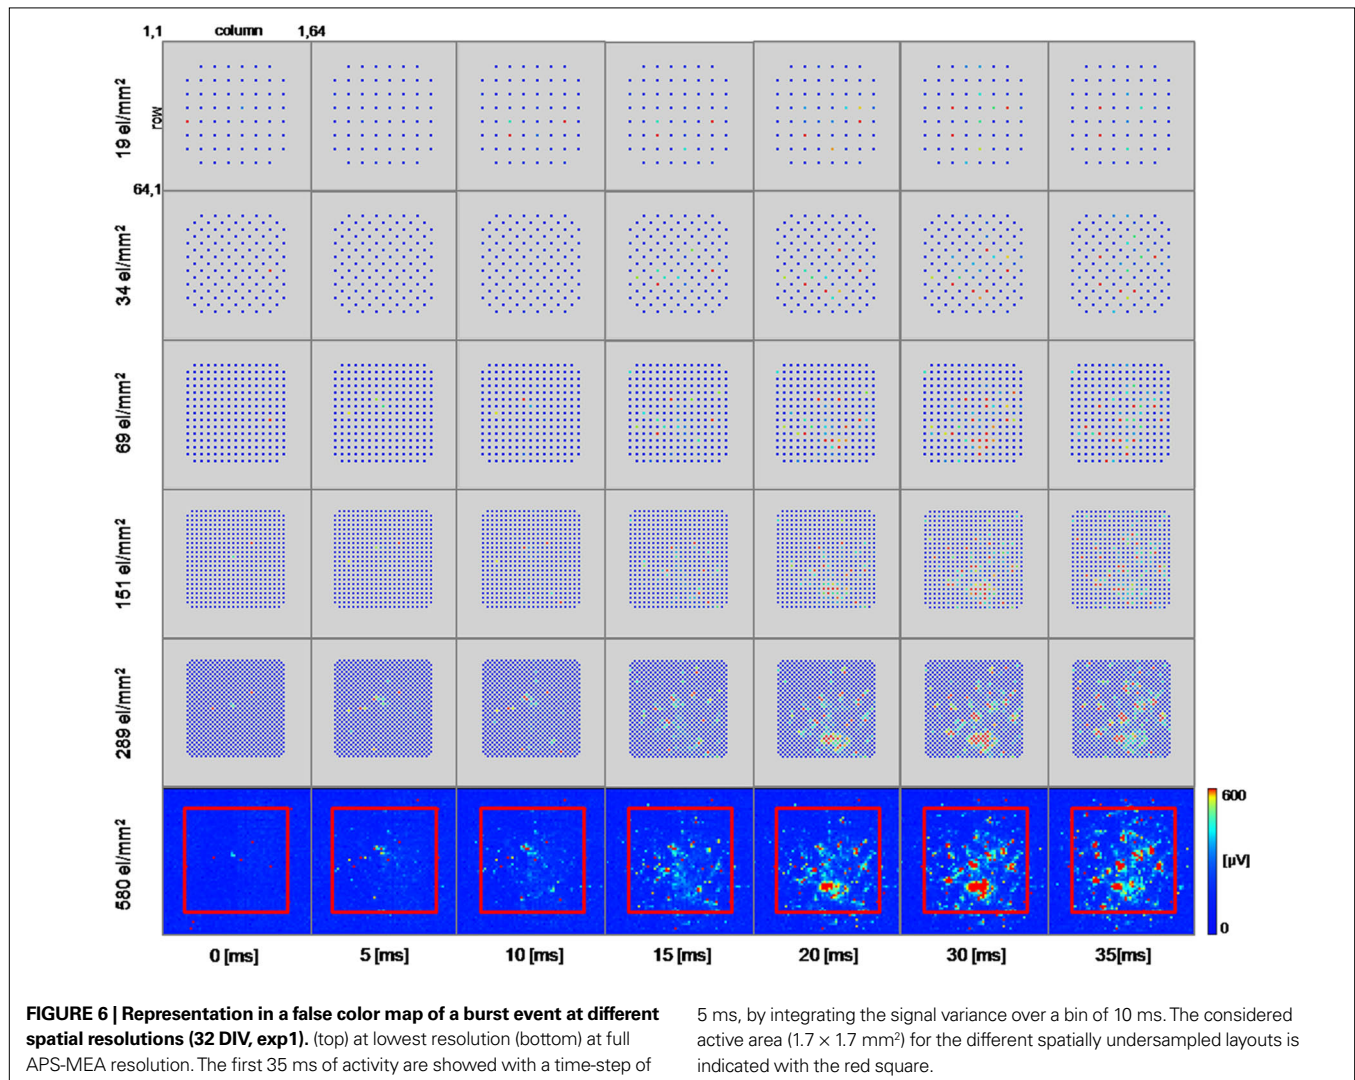 1,1 column 1,64
row
64,1
19 el/mm²
34 el/mm²
69 el/mm²
151 el/mm²
289 el/mm²
580 el/mm²
600
[µV]
0
0 [ms] 5 [ms] 10 [ms] 15 [ms] 20 [ms] 30 [ms] 35[ms]
FIGURE 6 | Representation in a false color map of a burst event at different
spatial resolutions (32 DIV, exp1). (top) at lowest resolution (bottom) at full
APS-MEA resolution. The first 35 ms of activity are showed with a time-step of
5 ms, by integrating the signal variance over a bin of 10 ms. The considered
active area (1.7 × 1.7 mm²) for the different spatially undersampled layouts is
indicated with the red square.